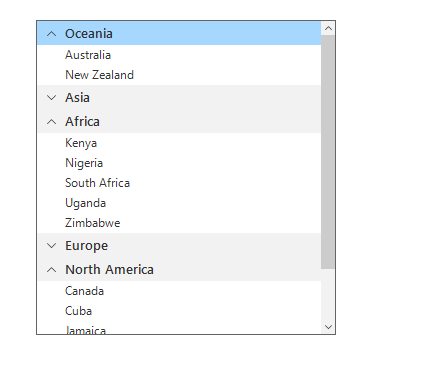 Oceania
Australia
New Zealand
Asia
Africa
Kenya
Nigeria
South Africa
Uganda
Zimbabwe
Europe
North America
Canada
Cuba
Jamaica